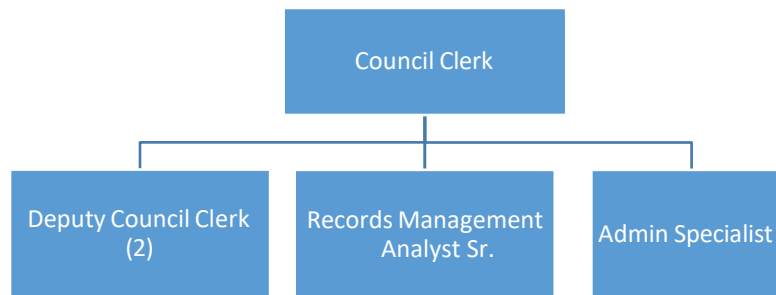 Council Clerk
Deputy Council Clerk
(2)
Records Management
Analyst Sr.
Admin Specialist